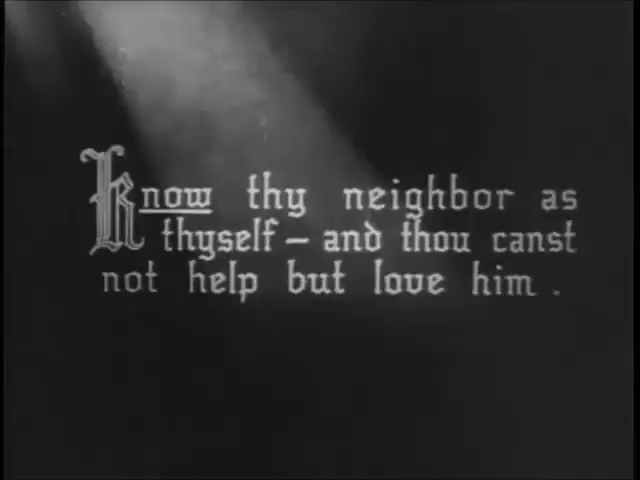 Know thy neighbor as
thyself — and thou canst
not help but love him .